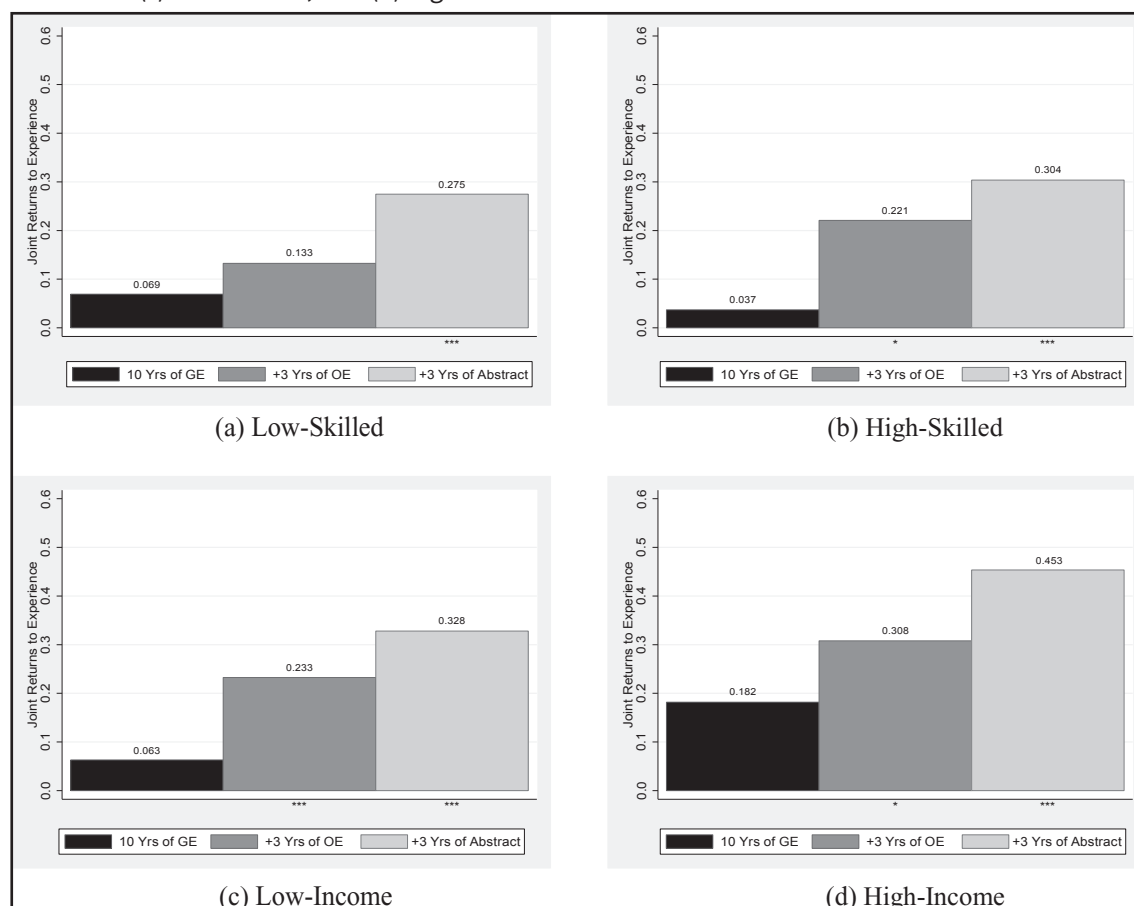 0.6
0.5
0.4
0.3
0.2
0.1
0.0
Joint Returns to Experience
0.069
0.133
0.275
***
10 Yrs of GE
+3 Yrs of OE
+3 Yrs of Abstract
(a) Low-Skilled
0.6
0.5
0.4
0.3
0.2
0.1
0.0
Joint Returns to Experience
0.037
0.221
0.304
*
***
10 Yrs of GE
+3 Yrs of OE
+3 Yrs of Abstract
(b) High-Skilled
0.6
0.5
0.4
0.3
0.2
0.1
0.0
Joint Returns to Experience
0.063
0.233
0.328
***
***
10 Yrs of GE
+3 Yrs of OE
+3 Yrs of Abstract
(c) Low-Income
0.6
0.5
0.4
0.3
0.2
0.1
0.0
Joint Returns to Experience
0.182
0.308
0.453
*
***
10 Yrs of GE
+3 Yrs of OE
+3 Yrs of Abstract
(d) High-Income